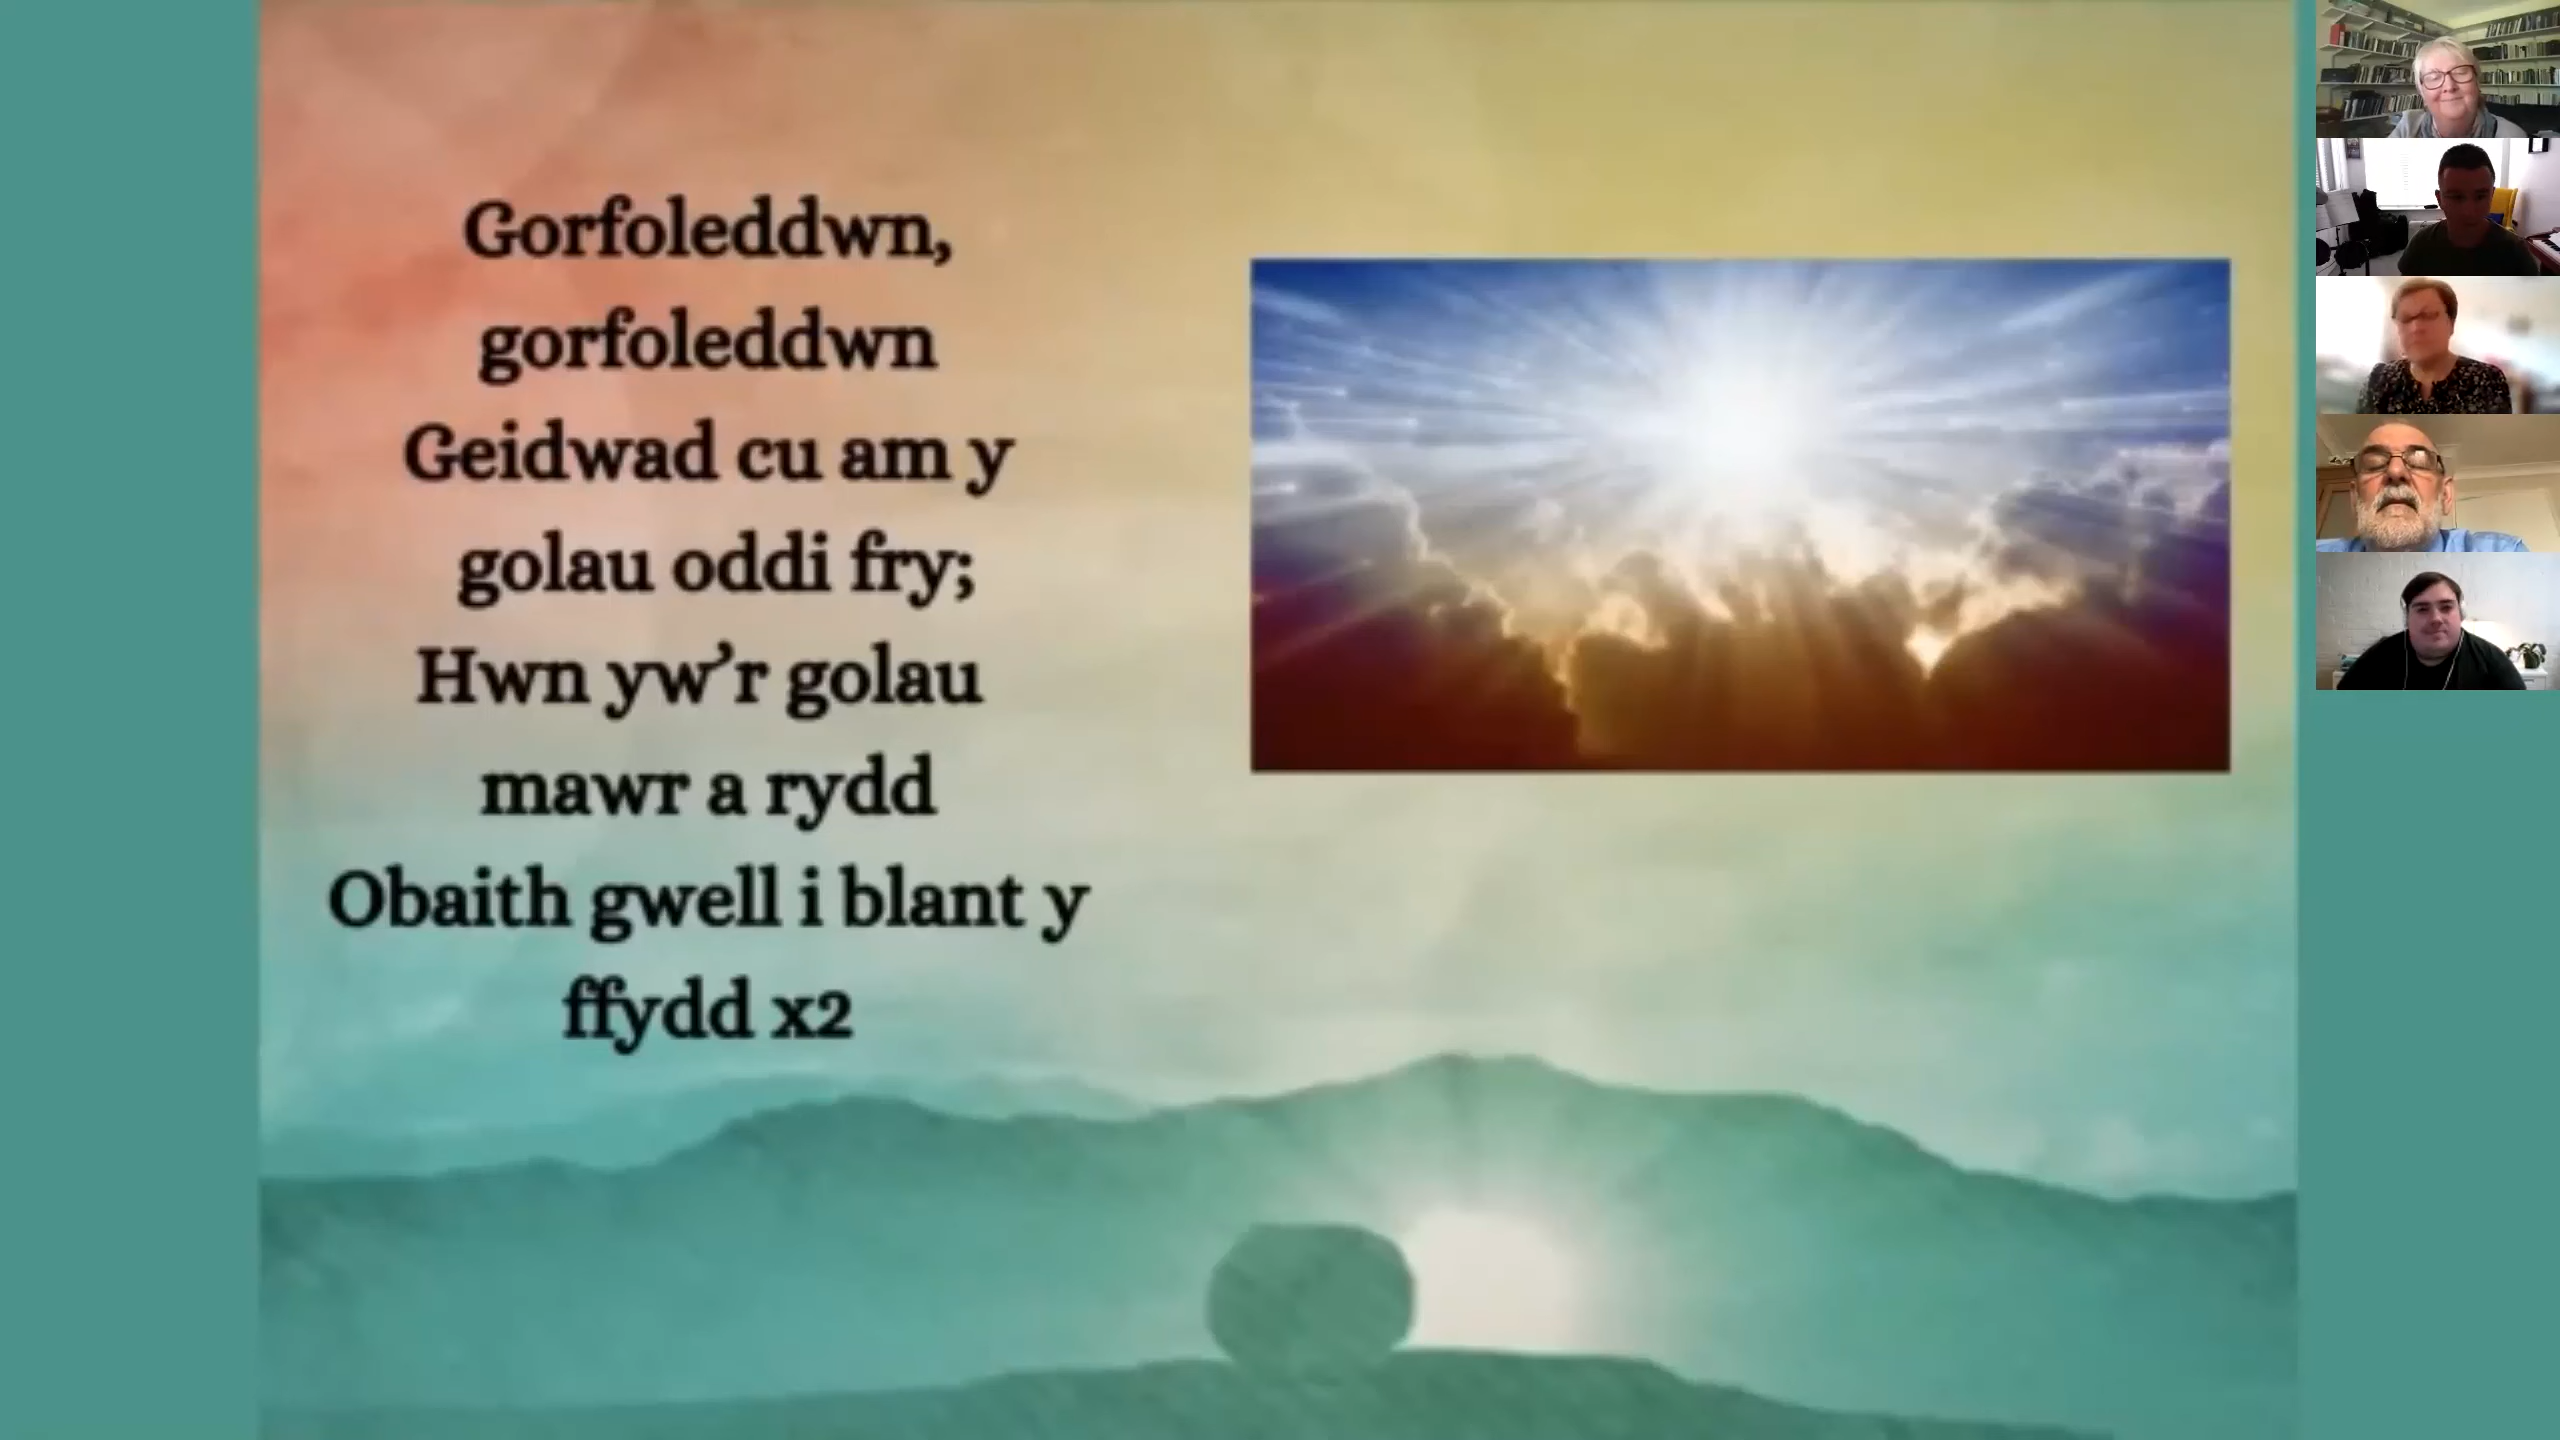 Gorfoleddwn,
gorfoleddwn
Geidwad cu am y
golau oddi fry;
Hwn yw’r golau
mawr a rydd
Obaith gwell i blant y
ffydd x2